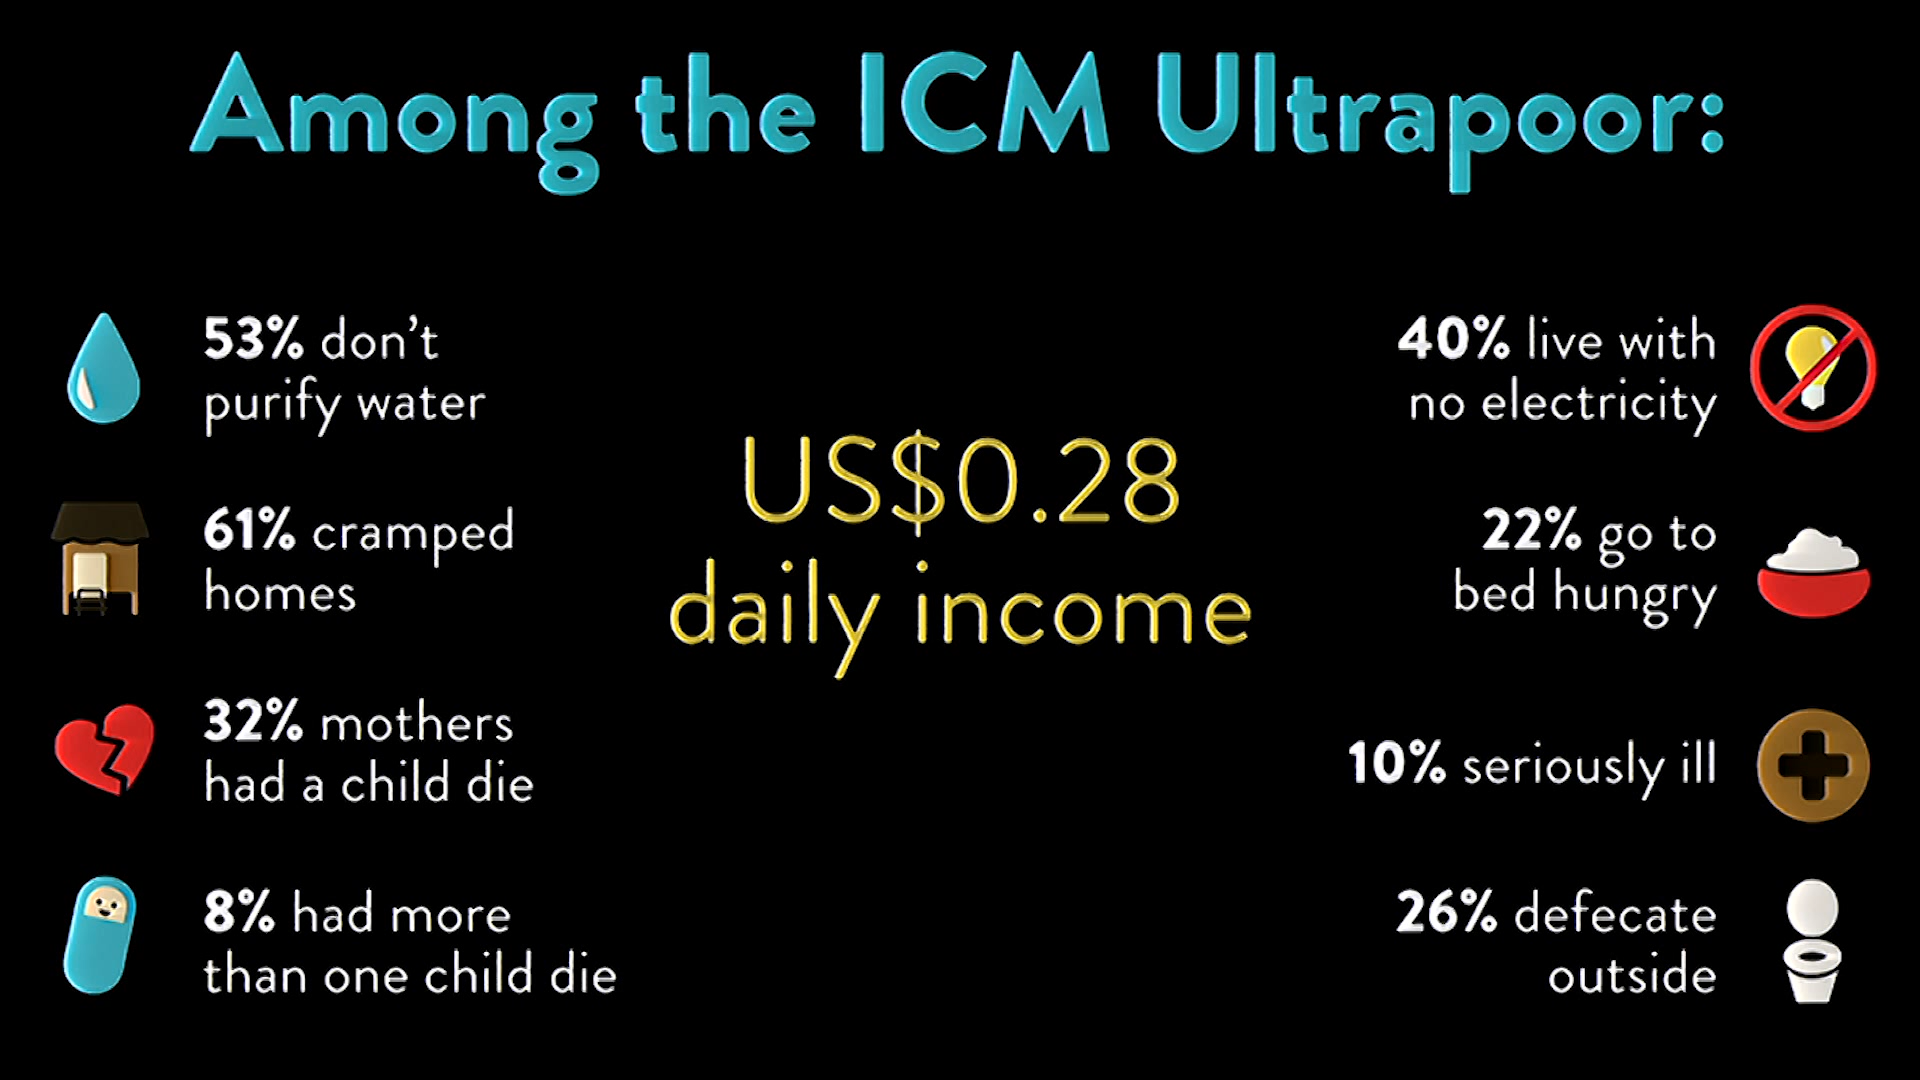 Among the ICM Ultrapoor:
53% don't
purify water
61% cramped
homes
32% mothers
had a child die
8% had more
than one child die
US$0.28
daily income
40% live with
no electricity
22% go to
bed hungry
10% seriously ill
26% defecate
outside